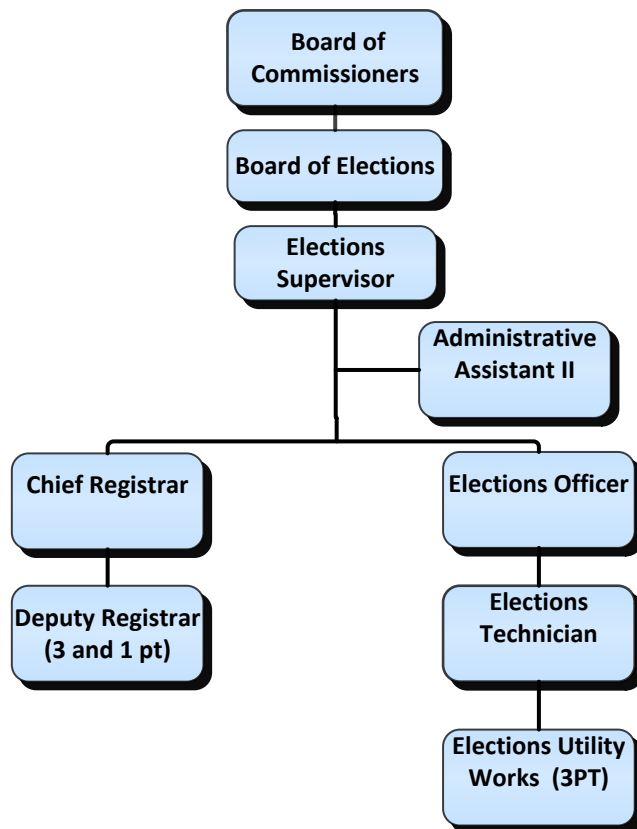 Board of
Commissioners
Board of Elections
Elections
Supervisor
Administrative
Assistant II
Chief Registrar
Elections Officer
Deputy Registrar
(3 and 1 pt)
Elections
Technician
Elections Utility
Works  (3PT)